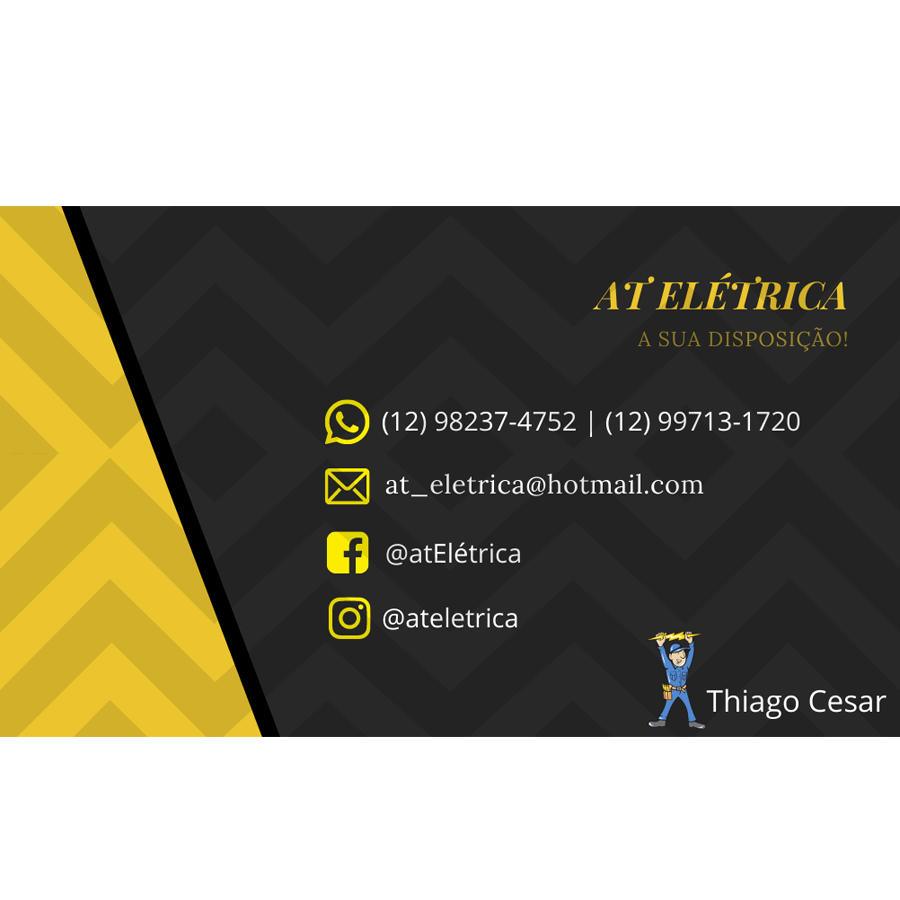 AT ELÉTRICA
A SUA DISPOSIÇÃO!
(12) 98237-4752 | (12) 99713-1720
at_eletrica@hotmail.com
@atElétrica
@ateletrica
Thiago Cesar